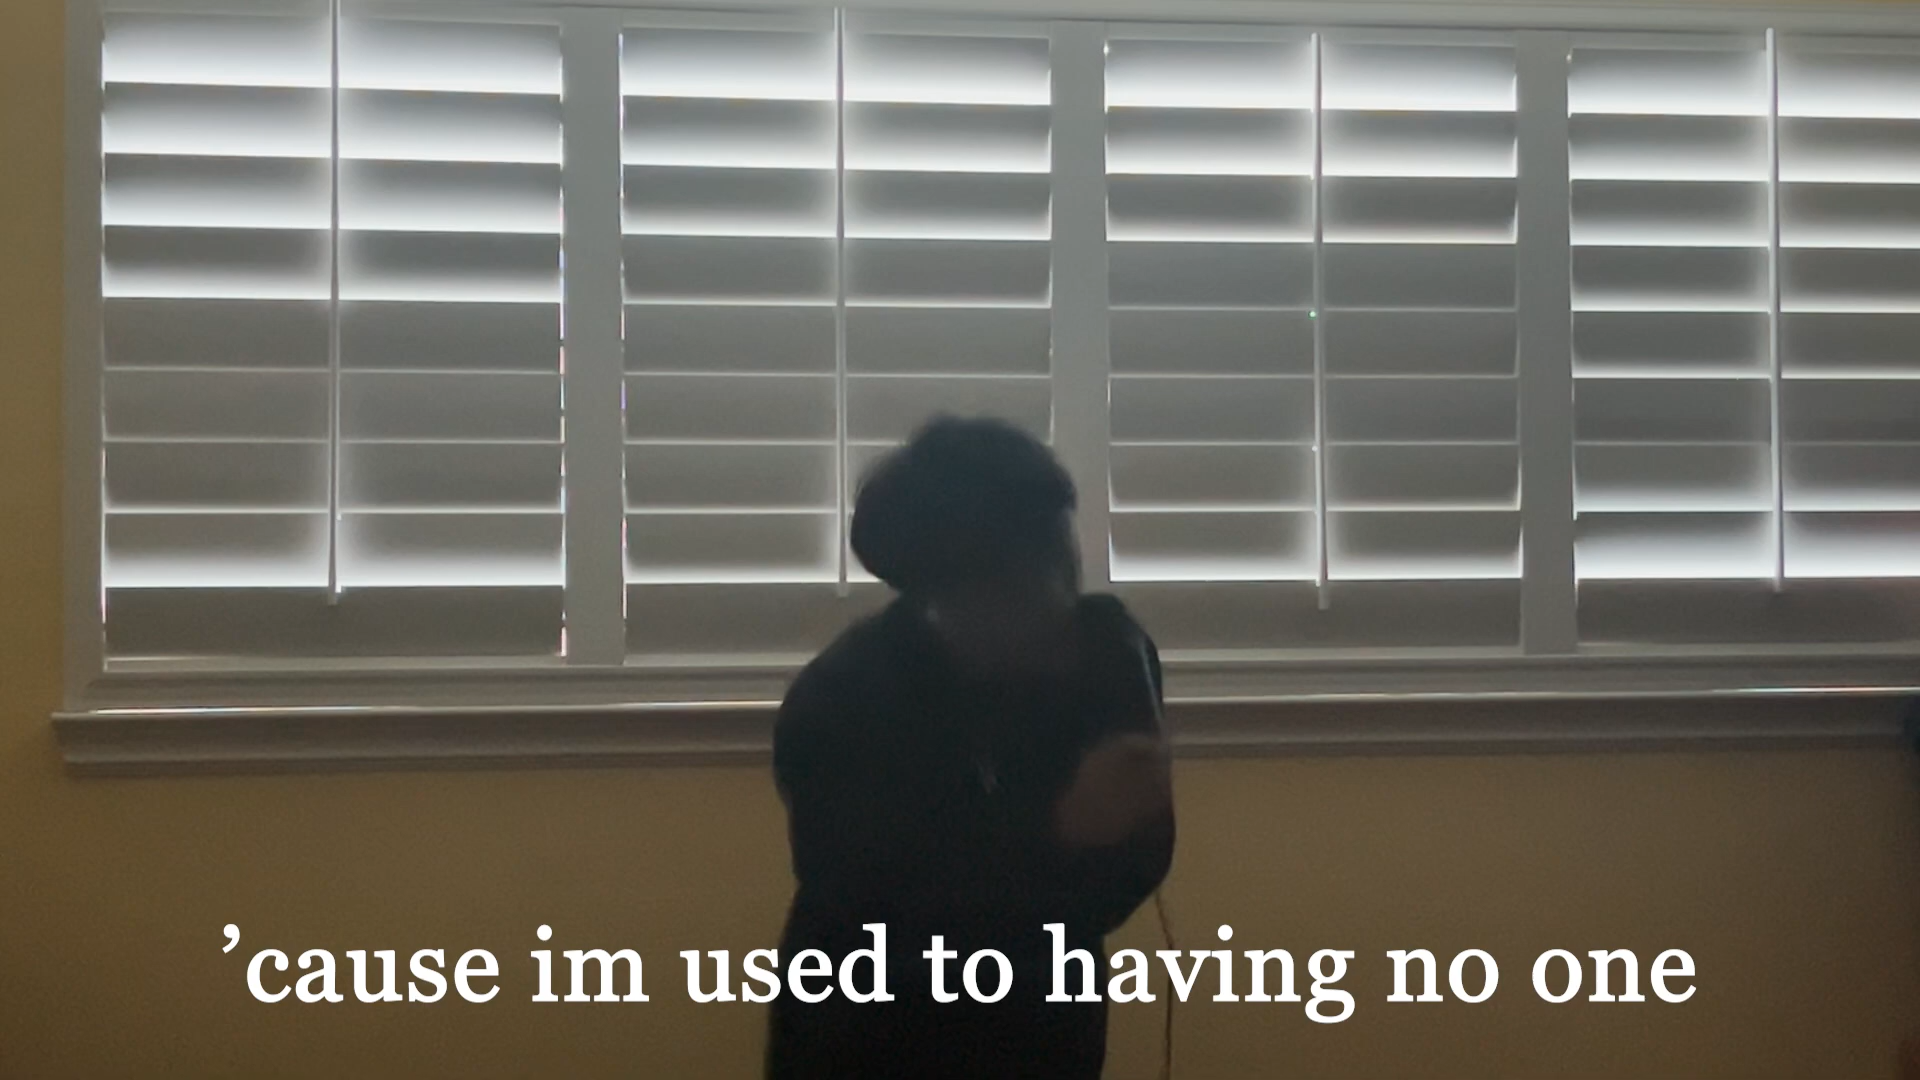 ’cause im used to having no one